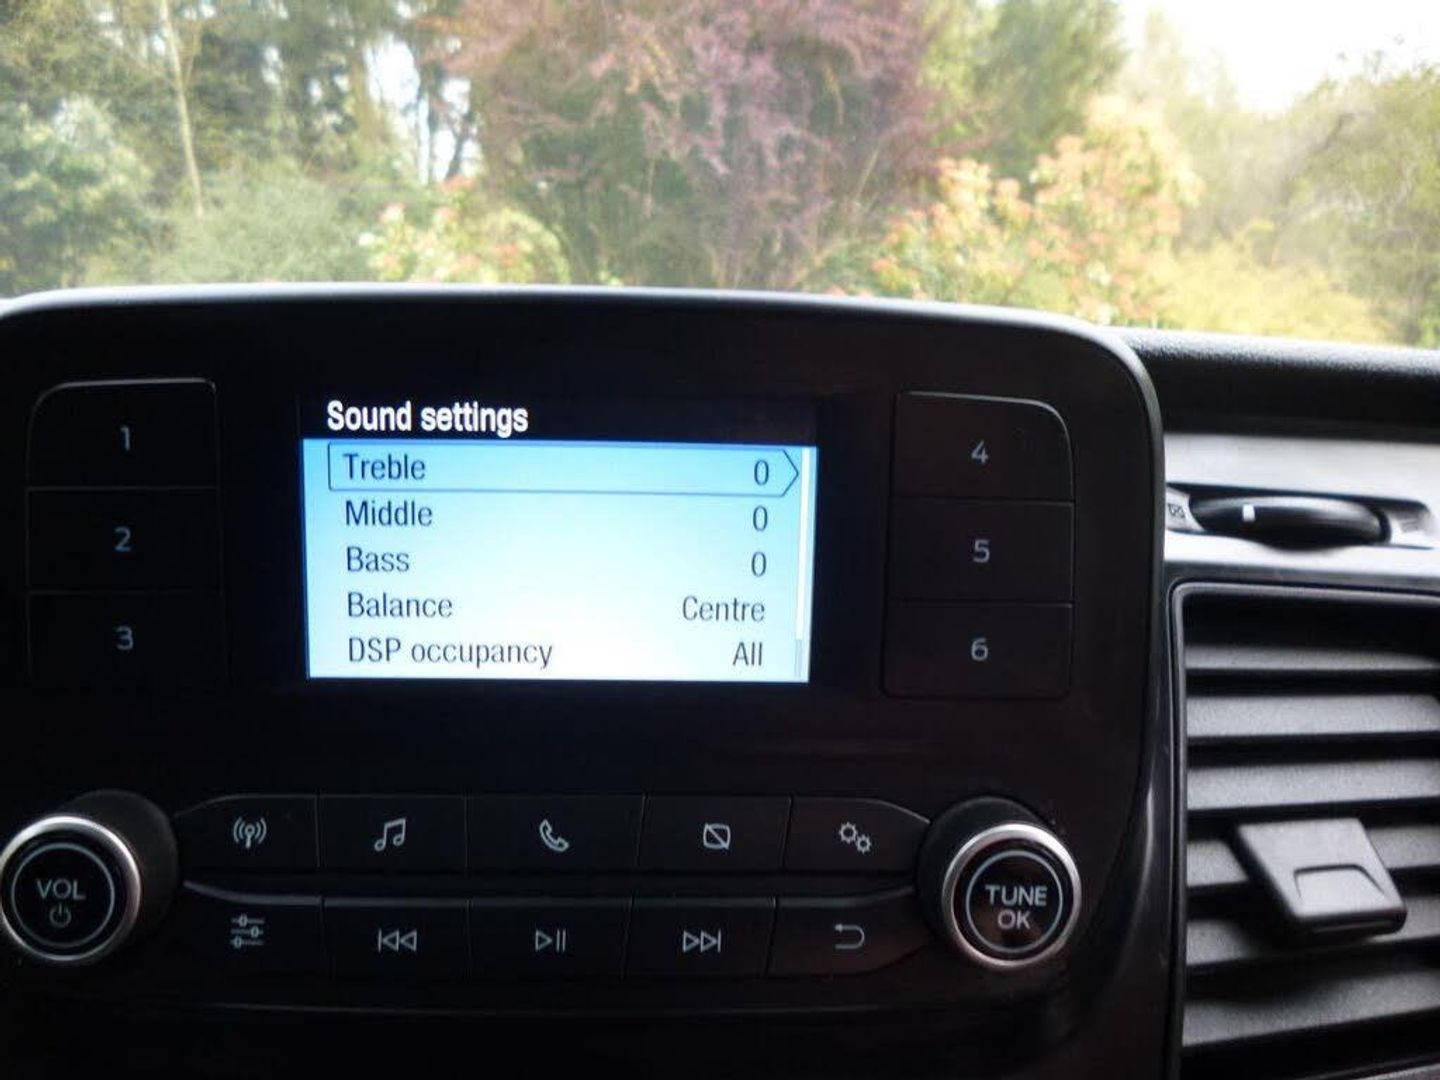 Sound settings
Treble 0
Middle 0
Bass 0
Balance Centre
DSP occupancy All
1
2
3
4
5
6
VOL
TUNE
OK